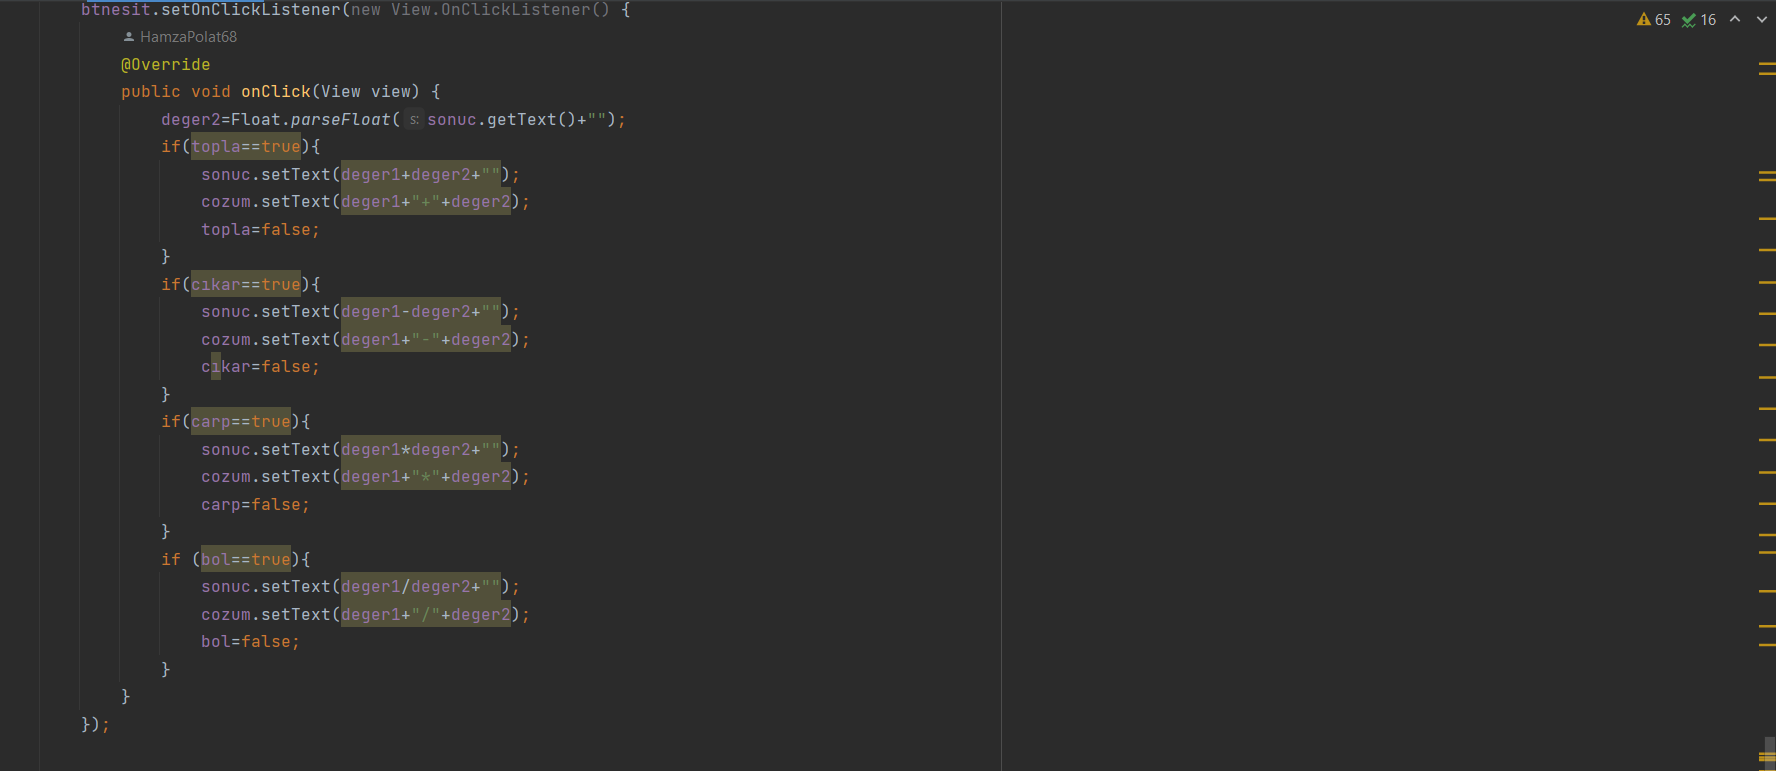 btnesit.setOnClickListener(new View.OnClickListener() {
65 16
HamzaPolat68
@Override
public void onClick(View view) {
deger2=Float.parseFloat( s: sonuc.getText()+"");
if(topla==true){
sonuc.setText(deger1+deger2+"");
cozum.setText(deger1+"+"+deger2);
topla=false;
}
if(cıkar==true){
sonuc.setText(deger1-deger2+"");
cozum.setText(deger1+"-"+deger2);
cıkar=false;
}
if(carp==true){
sonuc.setText(deger1*deger2+"");
cozum.setText(deger1+"*"+deger2);
carp=false;
}
if (bol==true){
sonuc.setText(deger1/deger2+"");
cozum.setText(deger1+"/"+deger2);
bol=false;
}
}
});